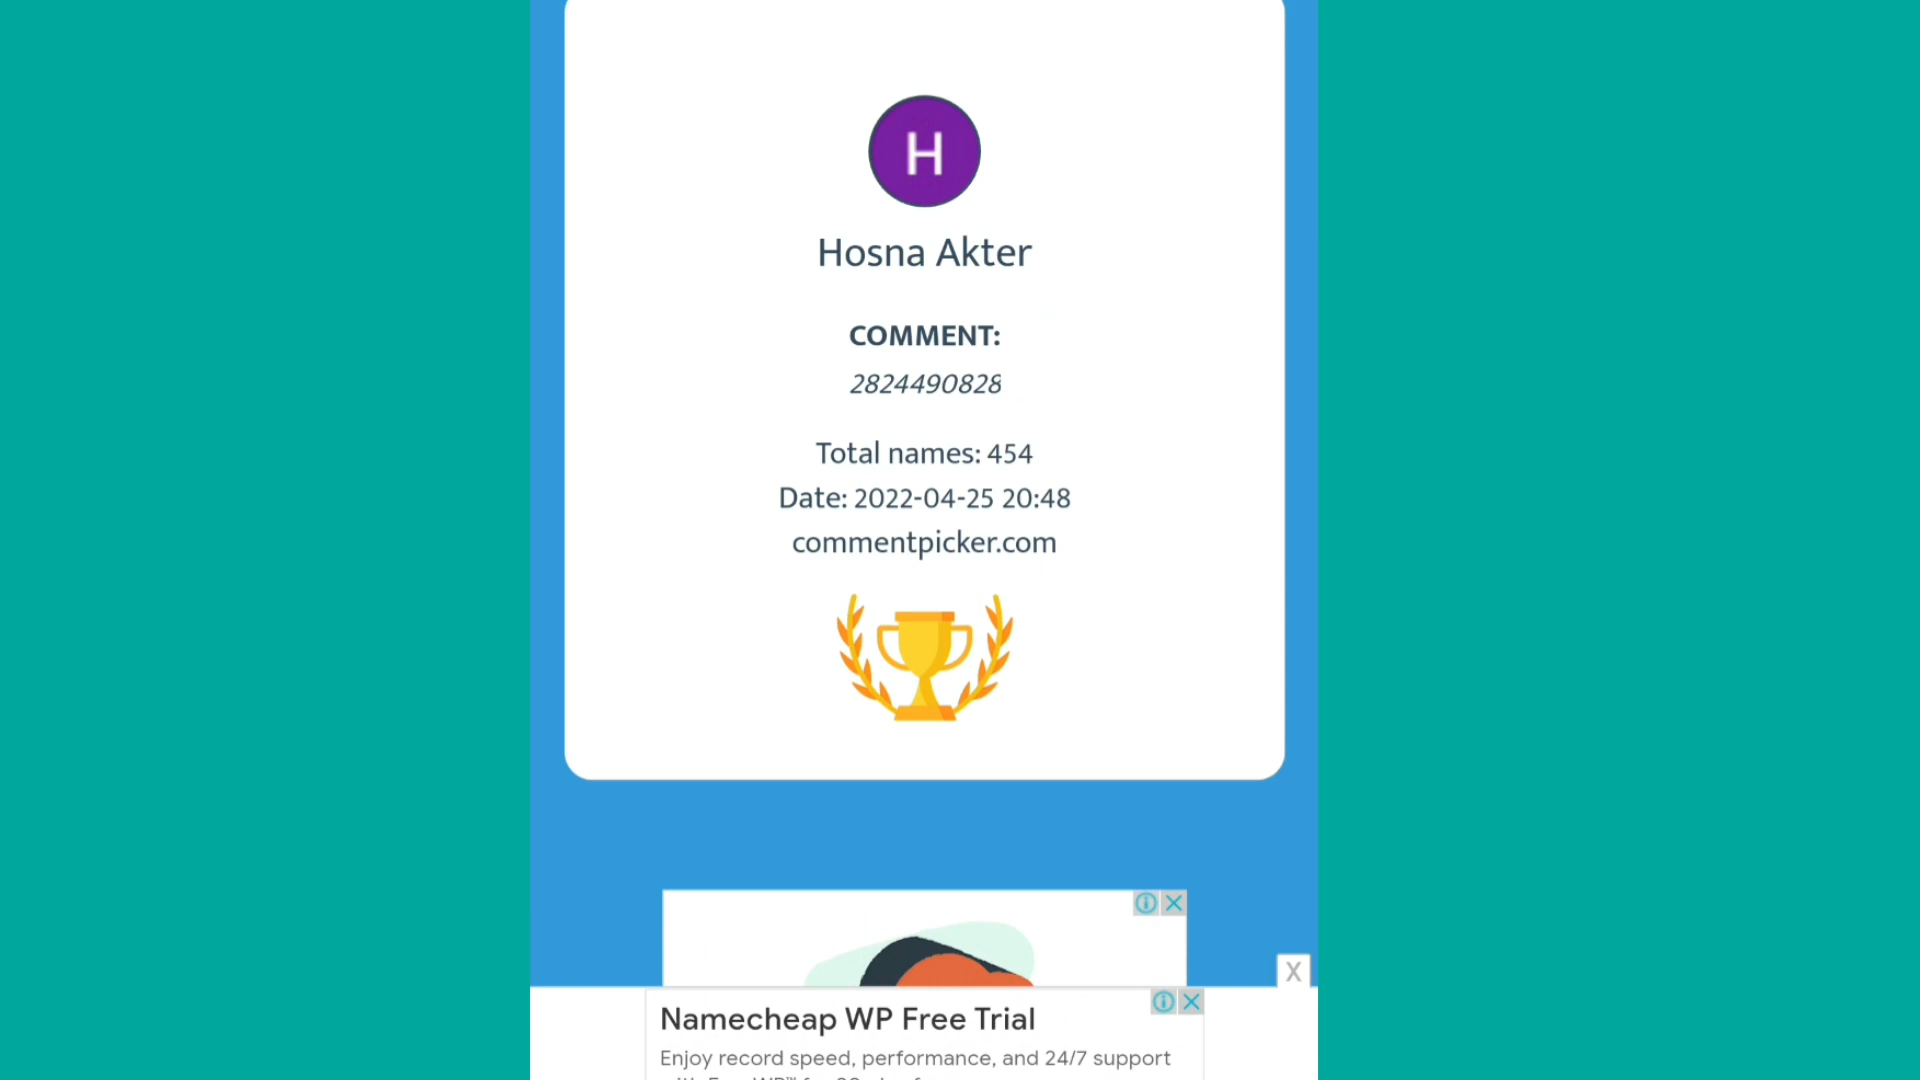 H
Hosna Akter
COMMENT:
2824490828
Total names: 454
Date: 2022-04-25 20:48
commentpicker.com
X
Namecheap WP Free Trial
Enjoy record speed, performance, and 24/7 support